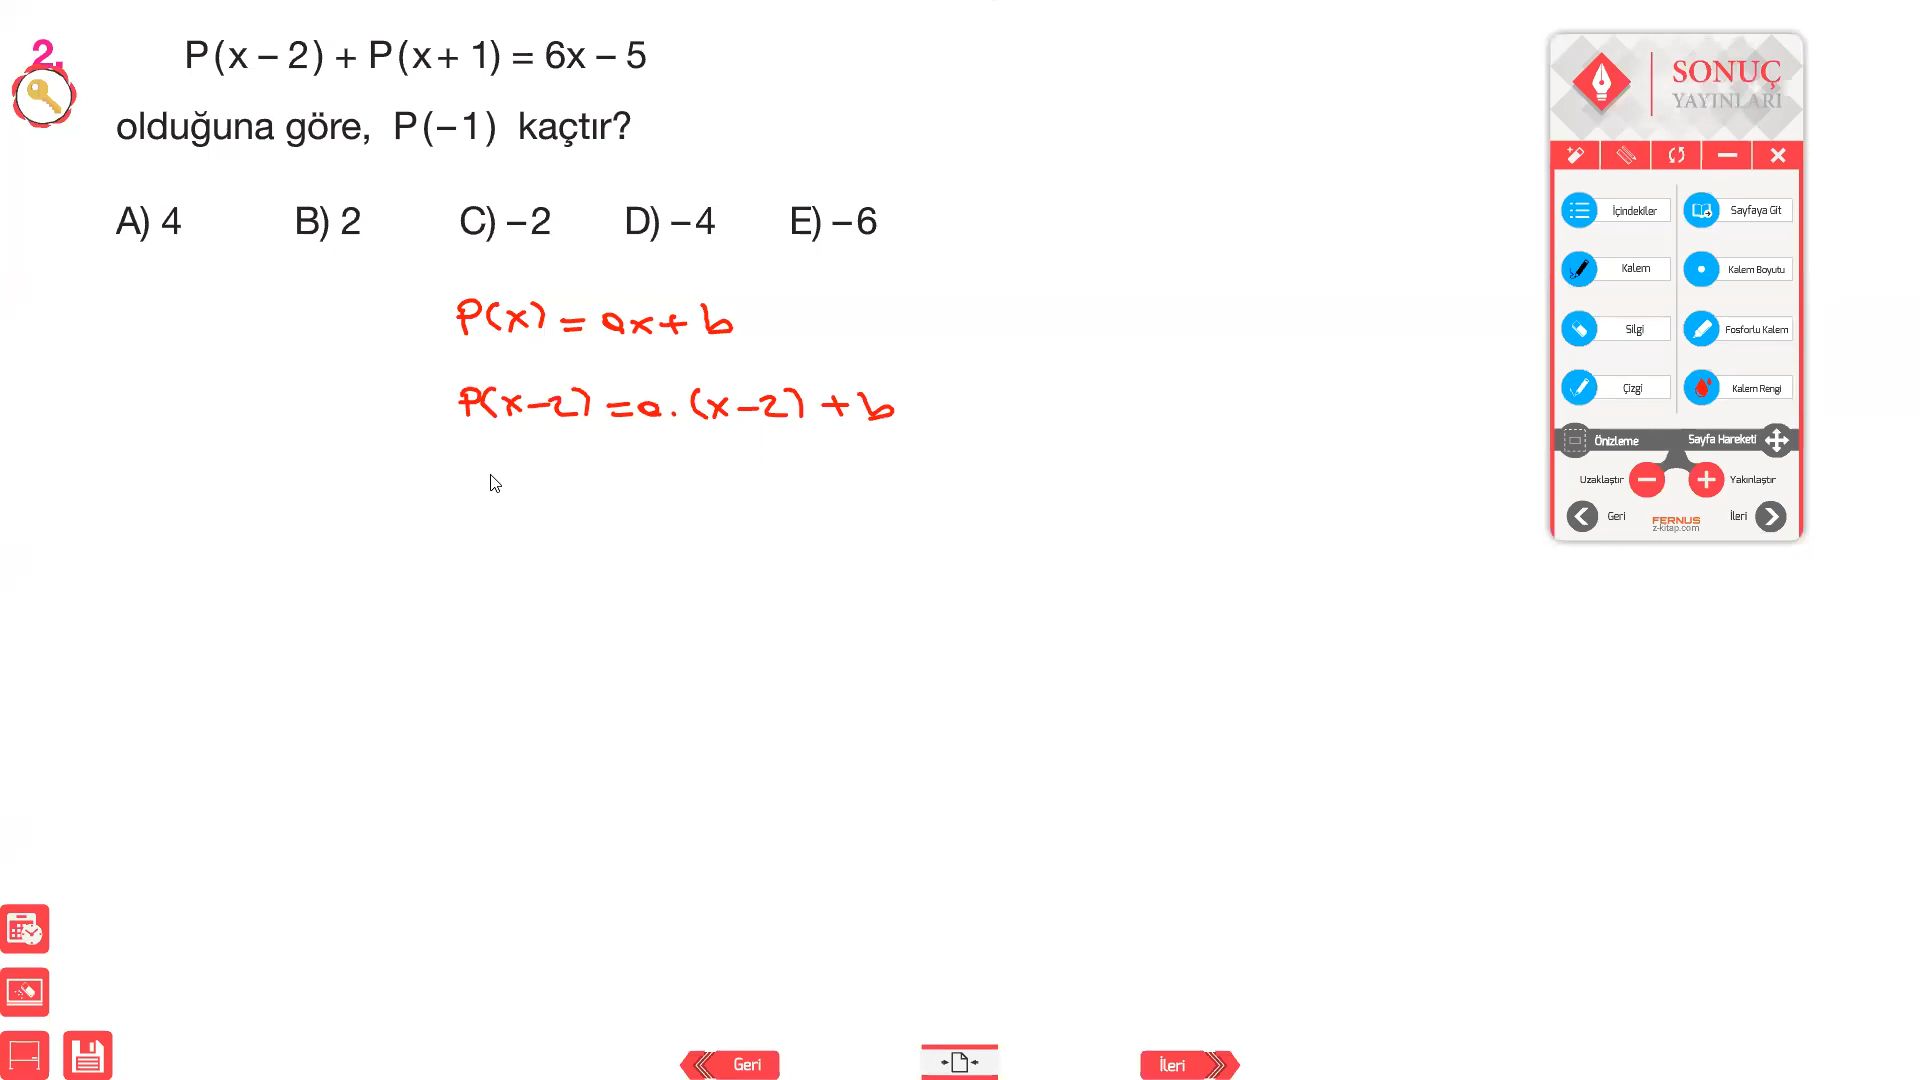 2. P(x – 2) + P(x + 1) = 6x – 5
olduğuna göre, P(–1) kaçtır?
A) 4 B) 2 C) –2 D) –4 E) –6
P(x) = ax + b
P(x–2) = a . (x–2) + b
SONUÇ
YAYINLARI
İçindekiler
Sayfaya Git
Kalem
Kalem Boyutu
Silgi
Fosforlu Kalem
Çizgi
Kalem Rengi
Önizleme
Sayfa Hareketi
Uzaklaştır
Yakınlaştır
Geri
FERNUS
z-kitap.com
İleri
Geri
İleri